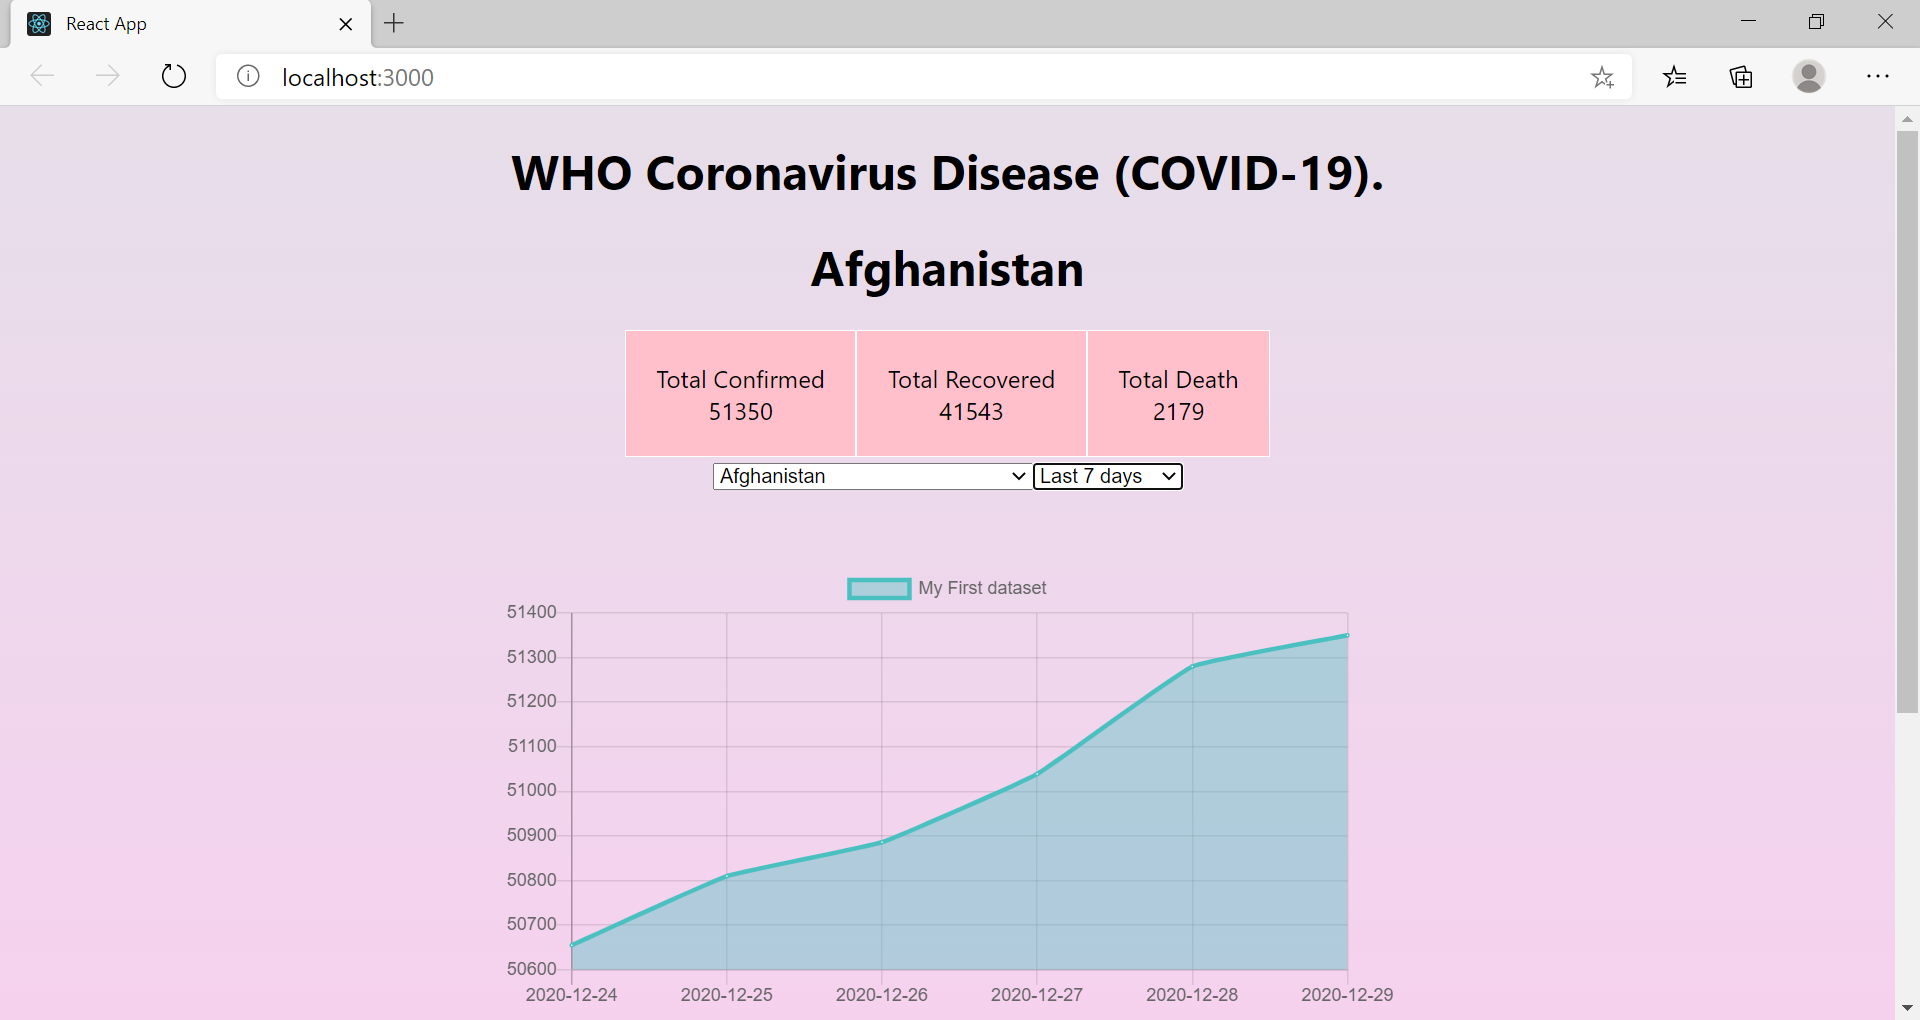 React App
localhost:3000
WHO Coronavirus Disease (COVID-19).
Afghanistan
Total Confirmed Total Recovered Total Death
51350 41543 2179
Afghanistan Last 7 days
My First dataset
51400
51300
51200
51100
51000
50900
50800
50700
50600
2020-12-24 2020-12-25 2020-12-26 2020-12-27 2020-12-28 2020-12-29